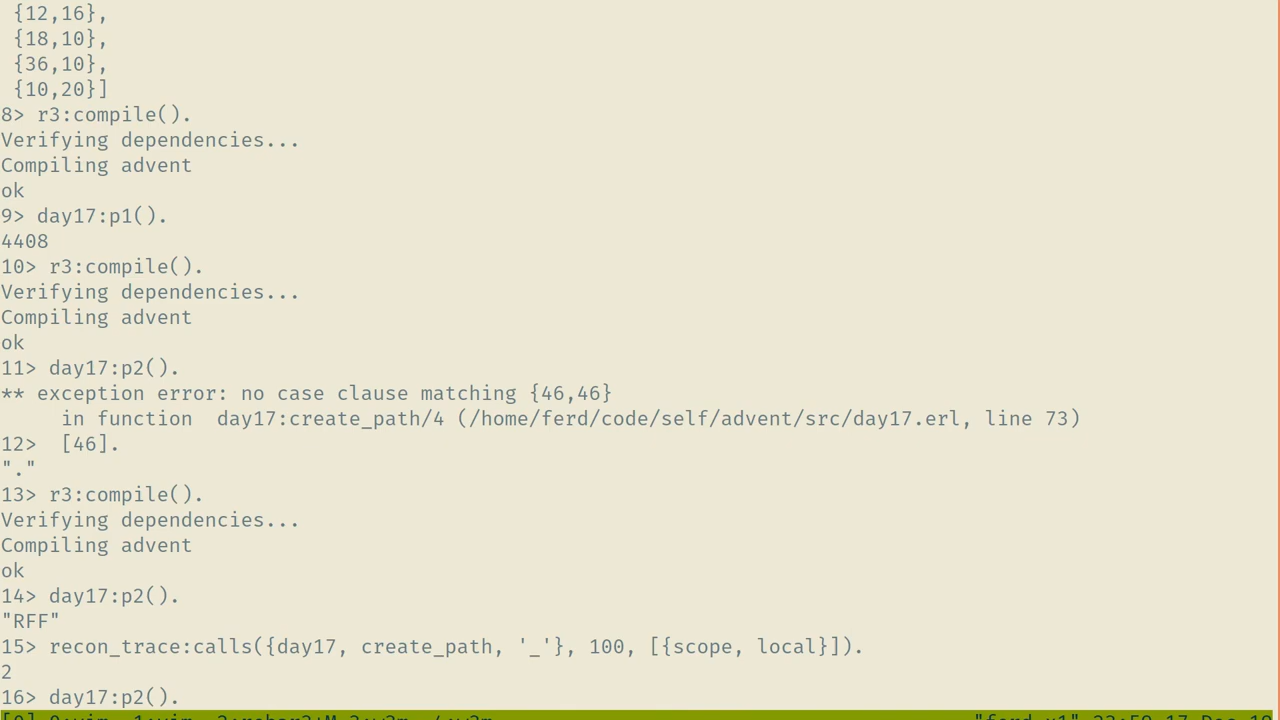 {12,16},
{18,10},
{36,10},
{10,20}]
8> r3:compile().
Verifying dependencies...
Compiling advent
ok
9> day17:p1().
4408
10> r3:compile().
Verifying dependencies...
Compiling advent
ok
11> day17:p2().
** exception error: no case clause matching {46,46}
in function  day17:create_path/4 (/home/ferd/code/self/advent/src/day17.erl, line 73)
12>  [46].
"."
13> r3:compile().
Verifying dependencies...
Compiling advent
ok
14> day17:p2().
"RFF"
15> recon_trace:calls({day17, create_path, '_'}, 100, [{scope, local}]).
2
16> day17:p2().